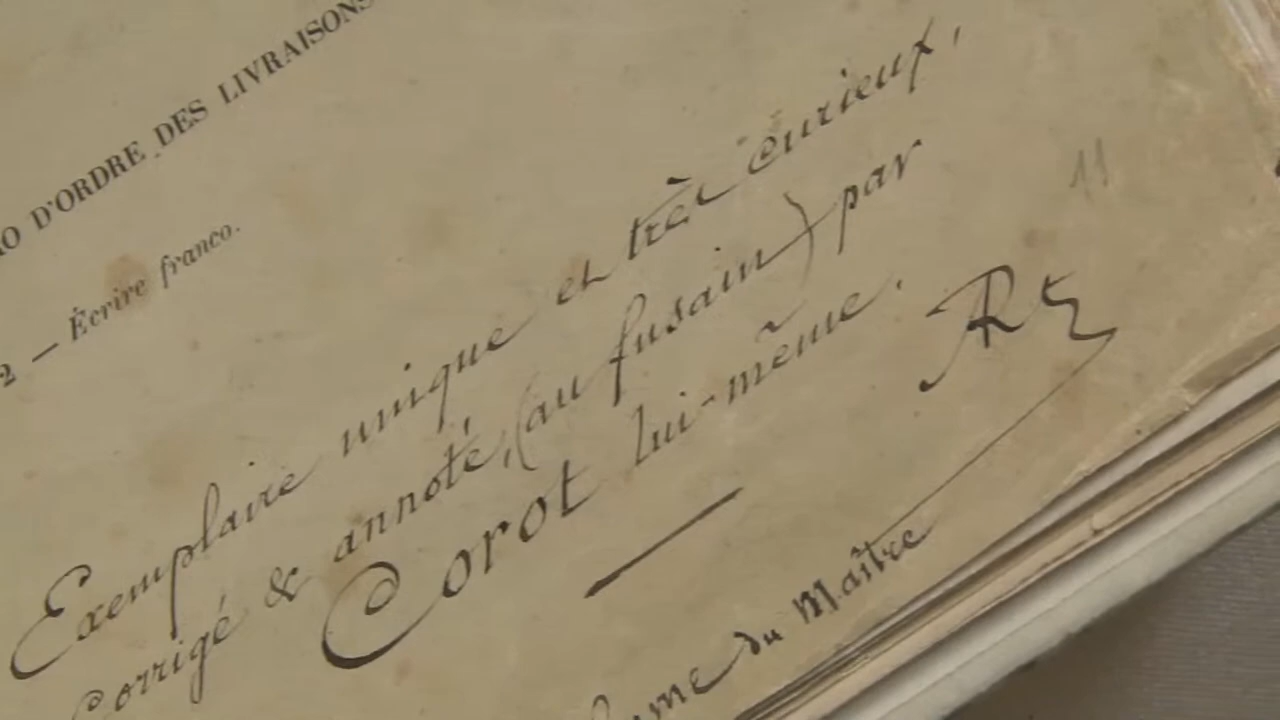 O D'ORDRE DES LIVRAISONS
2 — Écrire franco.
Exemplaire unique et très curieux,
Corrigé & annoté, (au fusain) par
Corot lui-même.
11
du Maître